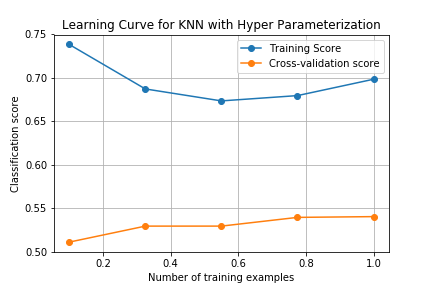 Learning Curve for KNN with Hyper Parameterization
Training Score
Cross-validation score
Classification score
0.75
0.70
0.65
0.60
0.55
0.50
0.2 0.4 0.6 0.8 1.0
Number of training examples